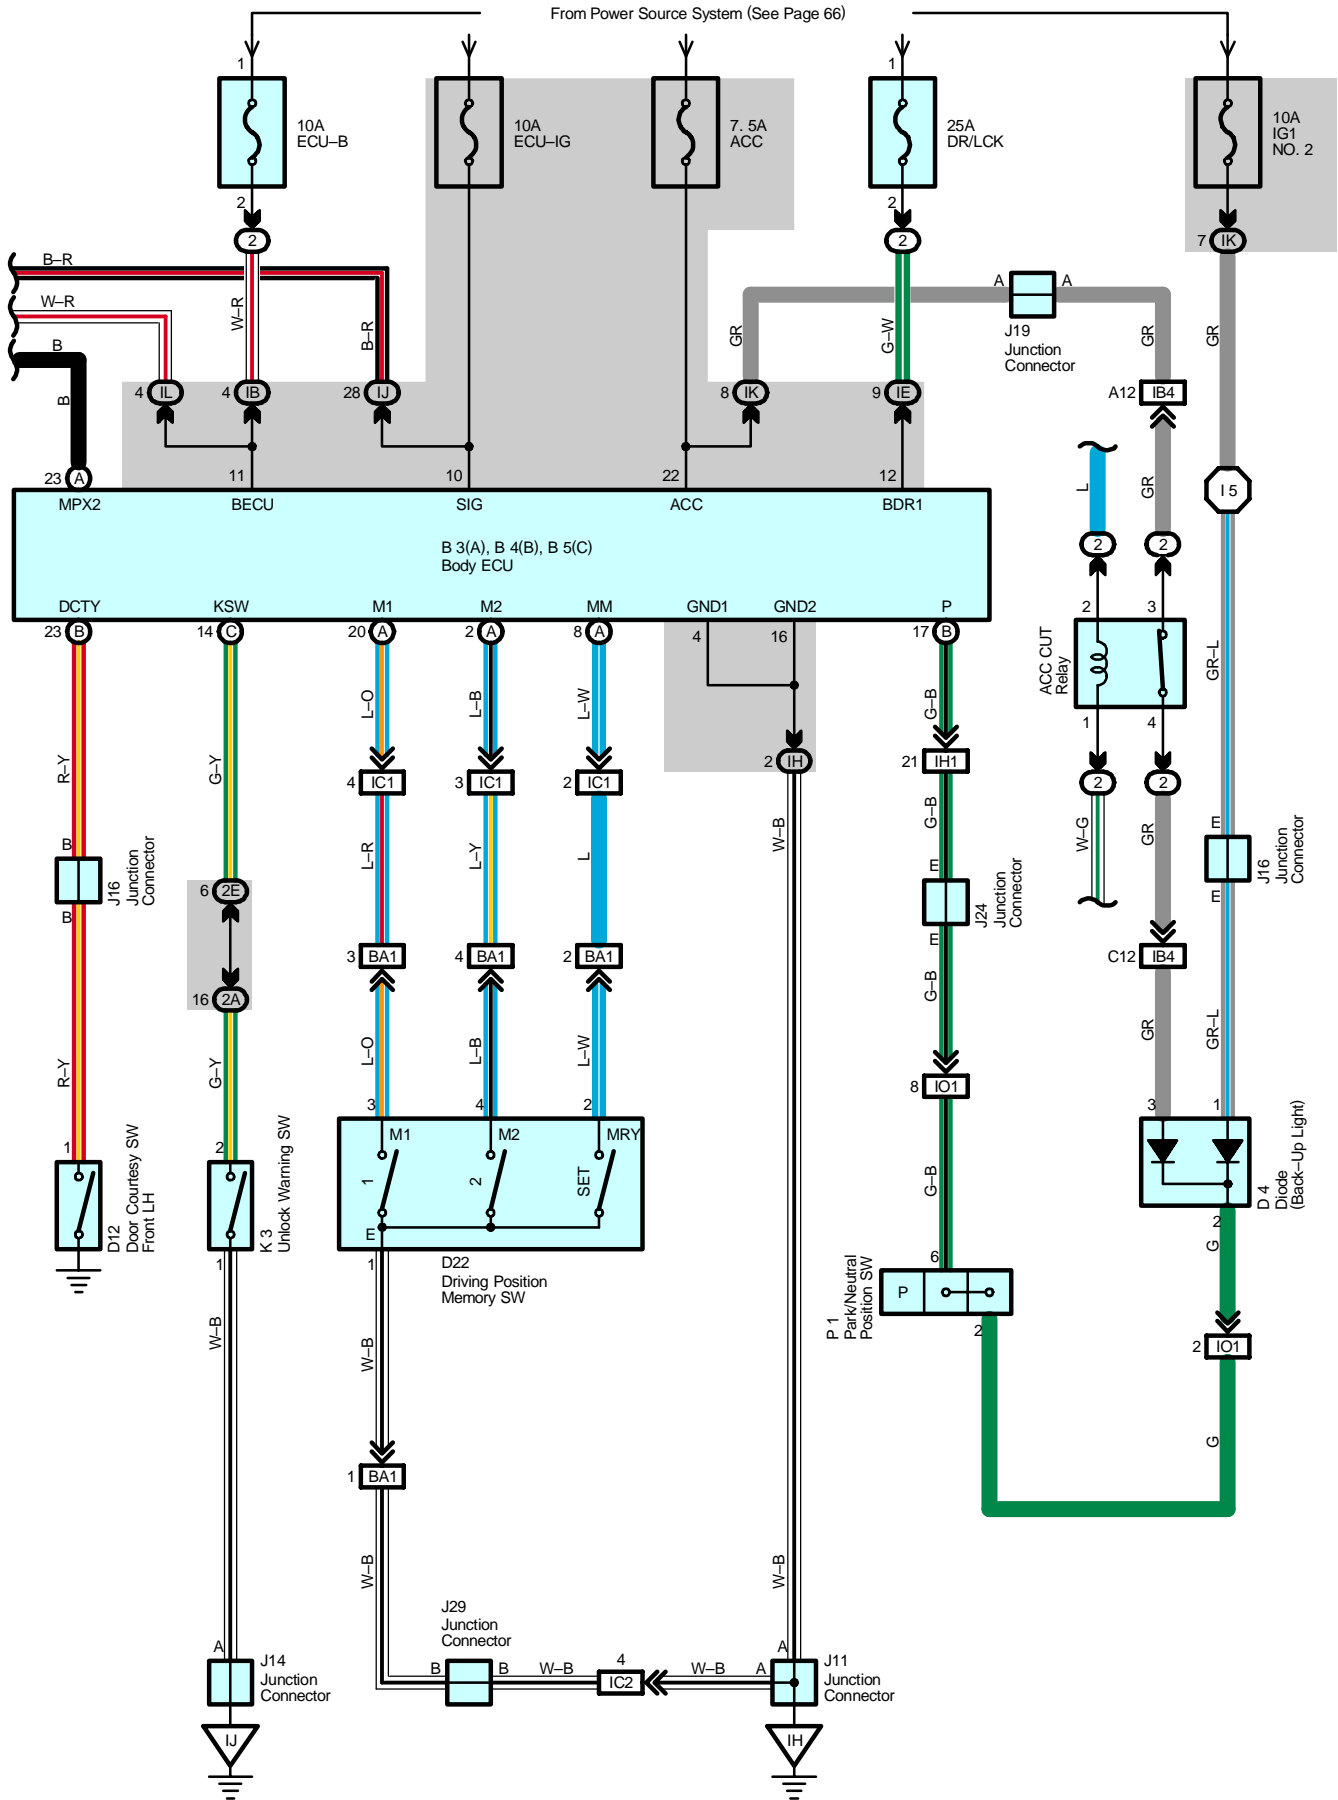 From Power Source System (See Page 66)
1
1
10A
ECU–B
10A
ECU–IG
7. 5A
ACC
25A
DR/LCK
10A
IG1
NO. 2
2
2
2
2
7 IK
B–R
W–R
B
B
W–R
B–R
GR
G–W
A
A
J19
Junction
Connector
GR
GR
4 IL
4 IB
28 IJ
8 IK
9 IE
A12 IB4
23 A
11
10
22
12
L
GR
I 5
MPX2
BECU
SIG
ACC
BDR1
B 3(A), B 4(B), B 5(C)
Body ECU
2
2
DCTY
KSW
M1
M2
MM
GND1
GND2
P
2
3
23 B
14 C
20 A
2 A
8 A
4
16
17 B
ACC CUT
Relay
GR–L
L–O
L–B
L–W
G–B
1
4
R–Y
G–Y
4 IC1
3 IC1
2 IC1
2 IH
21 IH1
2
2
L–R
L–Y
L
W–B
G–B
W–G
GR
B
J16
Junction
Connector
B
6 2E
E
J24
Junction
Connector
E
E
J16
Junction
Connector
E
3 BA1
4 BA1
2 BA1
C12 IB4
16 2A
G–B
R–Y
G–Y
L–O
L–B
L–W
GR
GR–L
8 IO1
3
4
2
3
1
1
2
M1
M2
MRY
1
2
SET
E
G–B
D12
Door Courtesy SW
Front LH
K 3
Unlock Warning SW
D 4
Diode
(Back–Up Light)
2
G
1
1
D22
Driving Position
Memory SW
6
P
P 1
Park/Neutral
Position SW
2
2 IO1
W–B
W–B
G
1 BA1
W–B
W–B
J29
Junction
Connector
A
J14
Junction
Connector
B
B
W–B
4
IC2
W–B
A
A
J11
Junction
Connector
IJ
IH